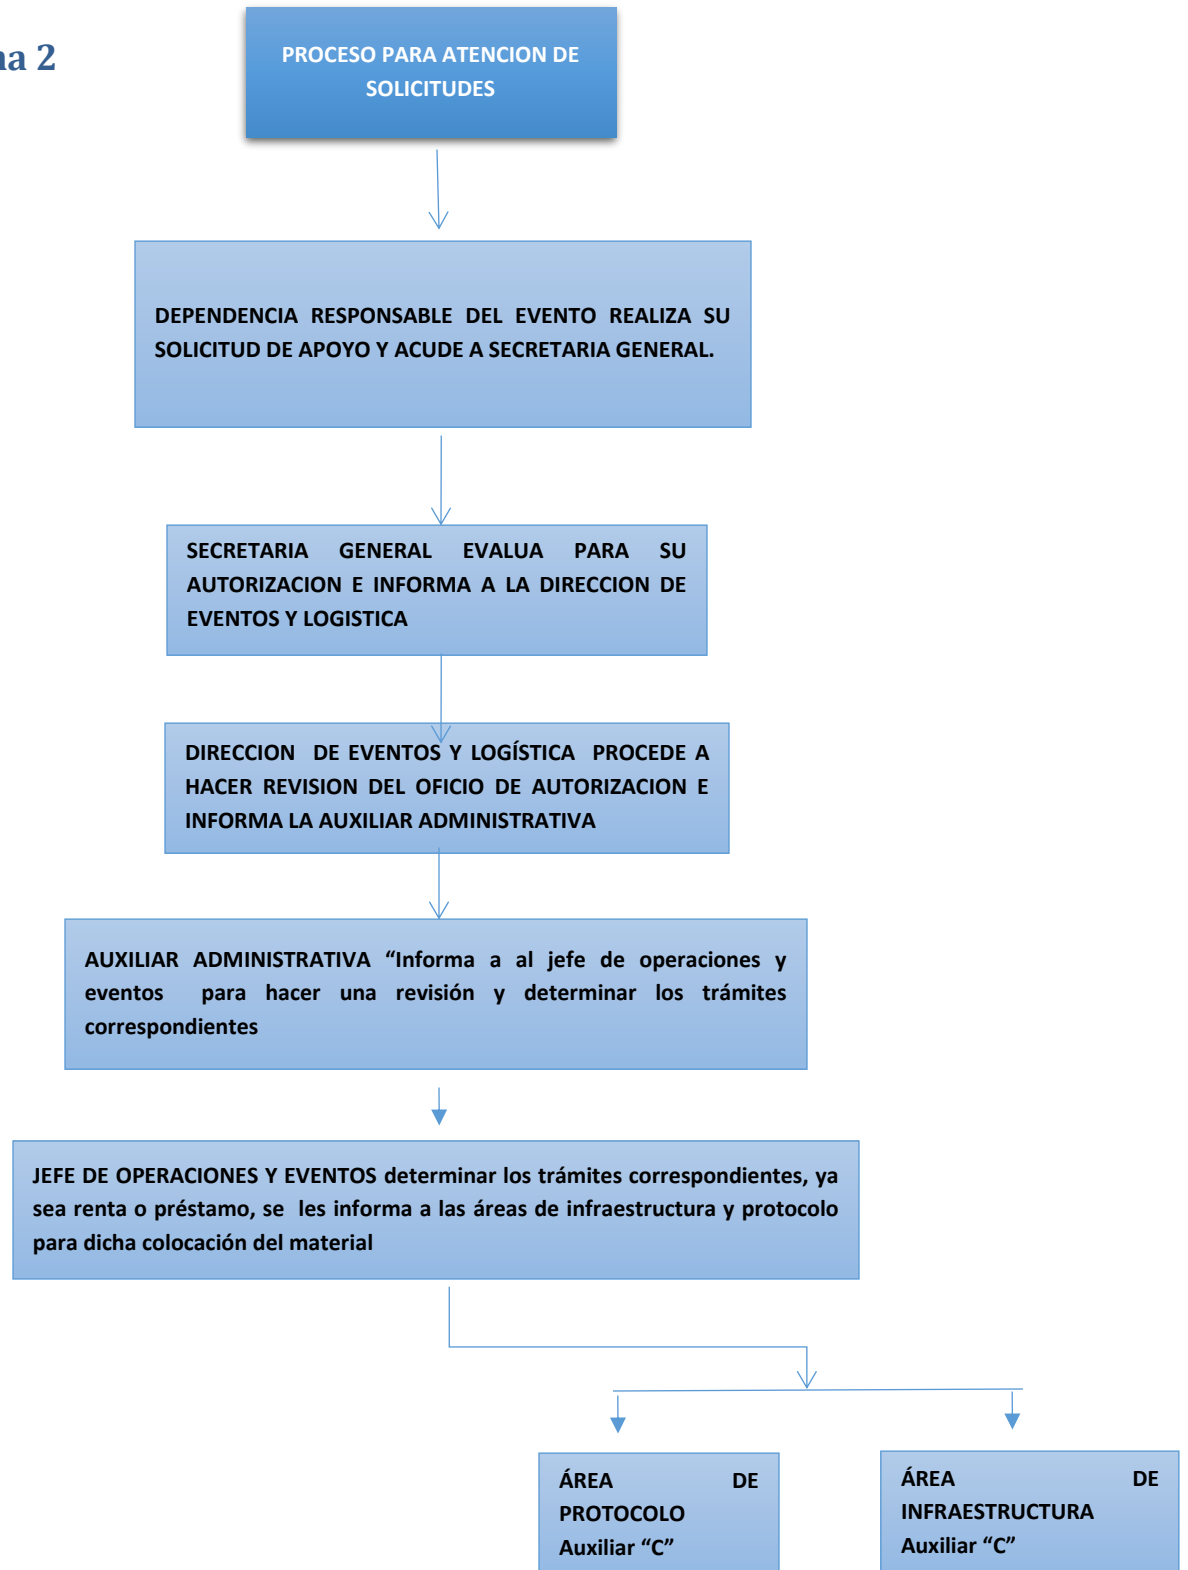 na 2
PROCESO PARA ATENCION DE
SOLICITUDES
DEPENDENCIA RESPONSABLE DEL EVENTO REALIZA SU
SOLICITUD DE APOYO Y ACUDE A SECRETARIA GENERAL.
SECRETARIA GENERAL EVALUA PARA SU
AUTORIZACION E INFORMA A LA DIRECCION DE
EVENTOS Y LOGISTICA
DIRECCION DE EVENTOS Y LOGÍSTICA PROCEDE A
HACER REVISION DEL OFICIO DE AUTORIZACION E
INFORMA LA AUXILIAR ADMINISTRATIVA
AUXILIAR ADMINISTRATIVA “Informa a al jefe de operaciones y
eventos para hacer una revisión y determinar los trámites
correspondientes
JEFE DE OPERACIONES Y EVENTOS determinar los trámites correspondientes, ya
sea renta o préstamo, se les informa a las áreas de infraestructura y protocolo
para dicha colocación del material
ÁREA DE
PROTOCOLO
Auxiliar “C”
ÁREA DE
INFRAESTRUCTURA
Auxiliar “C”